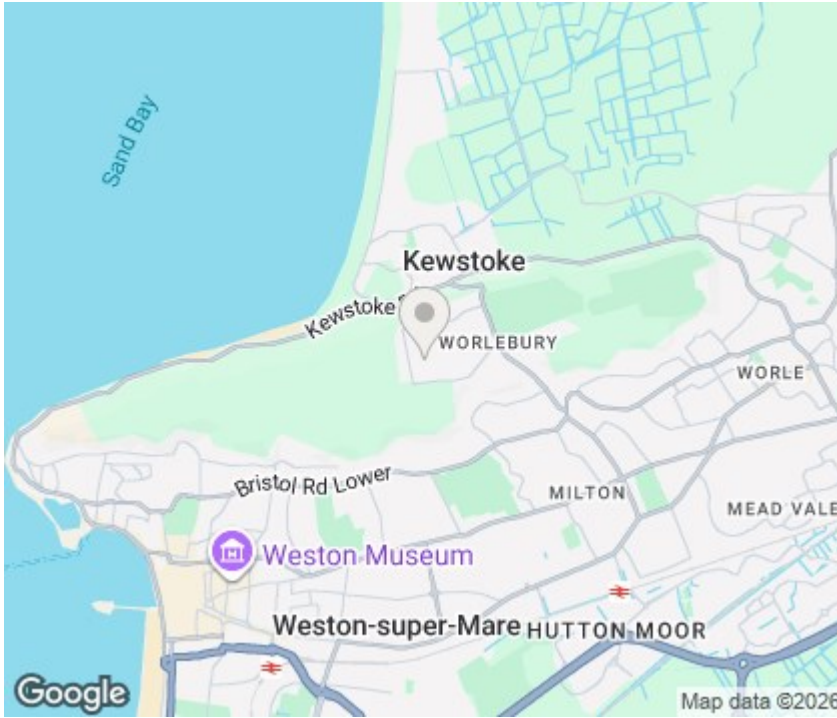 Sand Bay
Kewstoke
Kewstoke
WORLEBURY
WORLE
Bristol Rd Lower
MILTON
MEAD VALE
Weston Museum
Weston-super-Mare
HUTTON MOOR
Google
Map data ©2026